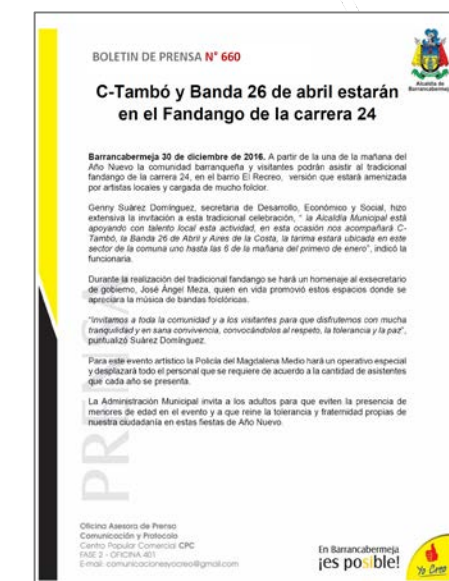 BOLETIN DE PRENSA N° 660
Alcaldía de
Barrancabermeja
C-Tambó y Banda 26 de abril estarán
en el Fandango de la carrera 24
Barrancabermeja 30 de diciembre de 2016. A partir de la una de la mañana del
Año Nuevo la comunidad barranqueña y visitantes podrán asistir al tradicional
fandango de la carrera 24, en el barrio El Recreo, versión que estará amenizada
por artistas locales y cargada de mucho folclor.
Genny Suárez Domínguez, secretaria de Desarrollo, Económico y Social, hizo
extensiva la invitación a esta tradicional celebración, " la Alcaldía Municipal está
apoyando con talento local esta actividad, en esta ocasión nos acompañará C-
Tambó, la Banda 26 de Abril y Aires de la Costa, la tarima estará ubicada en este
sector de la comuna uno hasta las 6 de la mañana del primero de enero", indicó la
funcionaria.
Durante la realización del tradicional fandango se hará un homenaje al exsecretario
de gobierno, José Ángel Meza, quien en vida promovió estos espacios donde se
apreciara la música de bandas folclóricas.
"Invitamos a toda la comunidad y a los visitantes para que disfrutemos con mucha
tranquilidad y en sana convivencia, convocándolos al respeto, la tolerancia y la paz",
puntualizó Suárez Domínguez.
Para este evento artístico la Policía del Magdalena Medio hará un operativo especial
y desplazará todo el personal que se requiere de acuerdo a la cantidad de asistentes
que cada año se presenta.
La Administración Municipal invita a los adultos para que eviten la presencia de
menores de edad en el evento y a que reine la tolerancia y fraternidad propias de
nuestra ciudadanía en estas fiestas de Año Nuevo.
PRENSA
Oficina Asesora de Prensa
Comunicación y Protocolo
Centro Popular Comercial CPC
FASE 2 - OFICINA 401
E-mail: comunicacionesyocreo@gmail.com
En Barrancabermeja
¡es posible!
Yo Creo